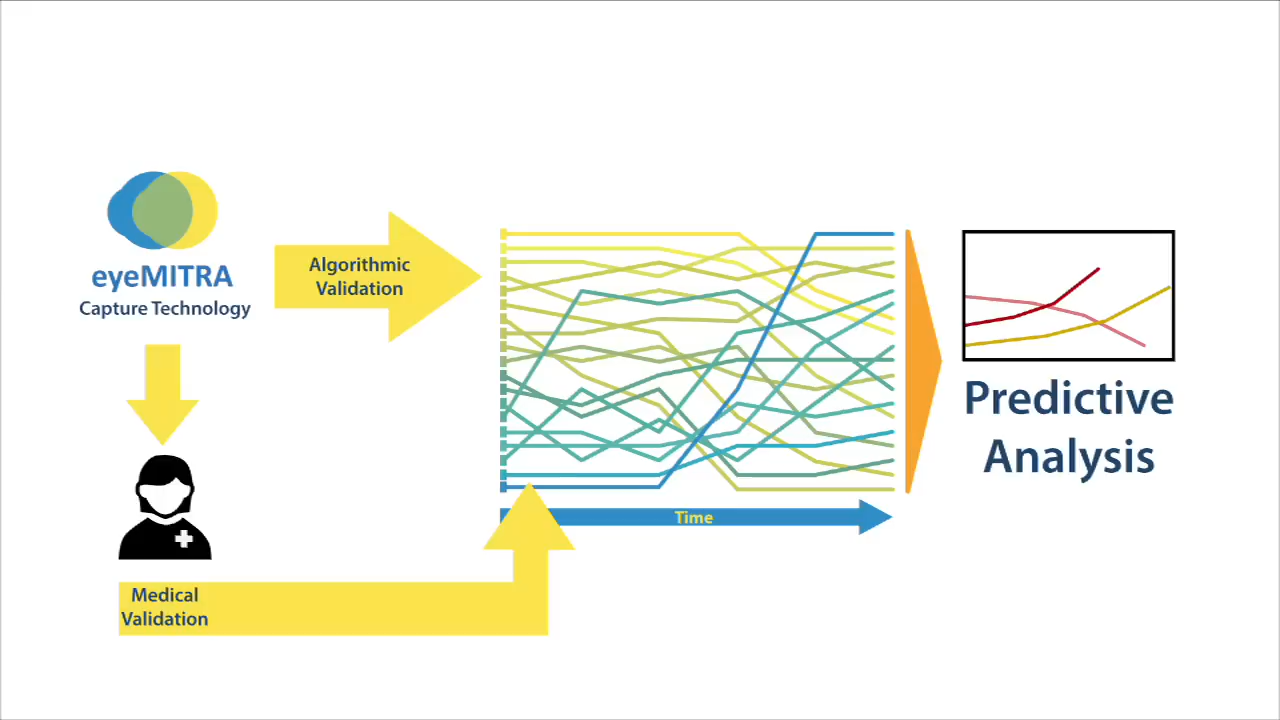 eyeMITRA
Capture Technology
Algorithmic
Validation
Predictive
Analysis
Time
Medical
Validation